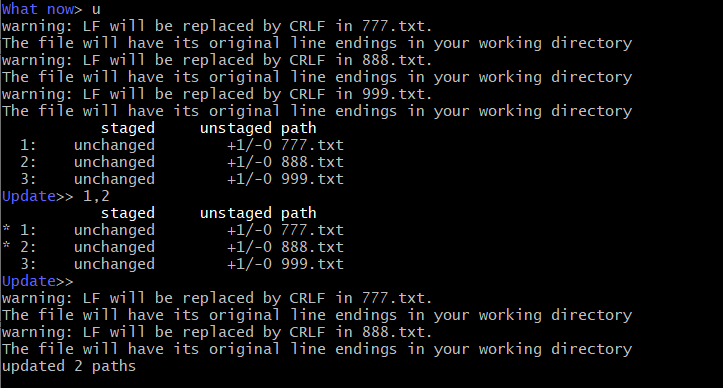 What now> u
warning: LF will be replaced by CRLF in 777.txt.
The file will have its original line endings in your working directory
warning: LF will be replaced by CRLF in 888.txt.
The file will have its original line endings in your working directory
warning: LF will be replaced by CRLF in 999.txt.
The file will have its original line endings in your working directory
           staged     unstaged path
  1:    unchanged        +1/-0 777.txt
  2:    unchanged        +1/-0 888.txt
  3:    unchanged        +1/-0 999.txt
Update>> 1,2
           staged     unstaged path
* 1:    unchanged        +1/-0 777.txt
* 2:    unchanged        +1/-0 888.txt
  3:    unchanged        +1/-0 999.txt
Update>>
warning: LF will be replaced by CRLF in 777.txt.
The file will have its original line endings in your working directory
warning: LF will be replaced by CRLF in 888.txt.
The file will have its original line endings in your working directory
updated 2 paths